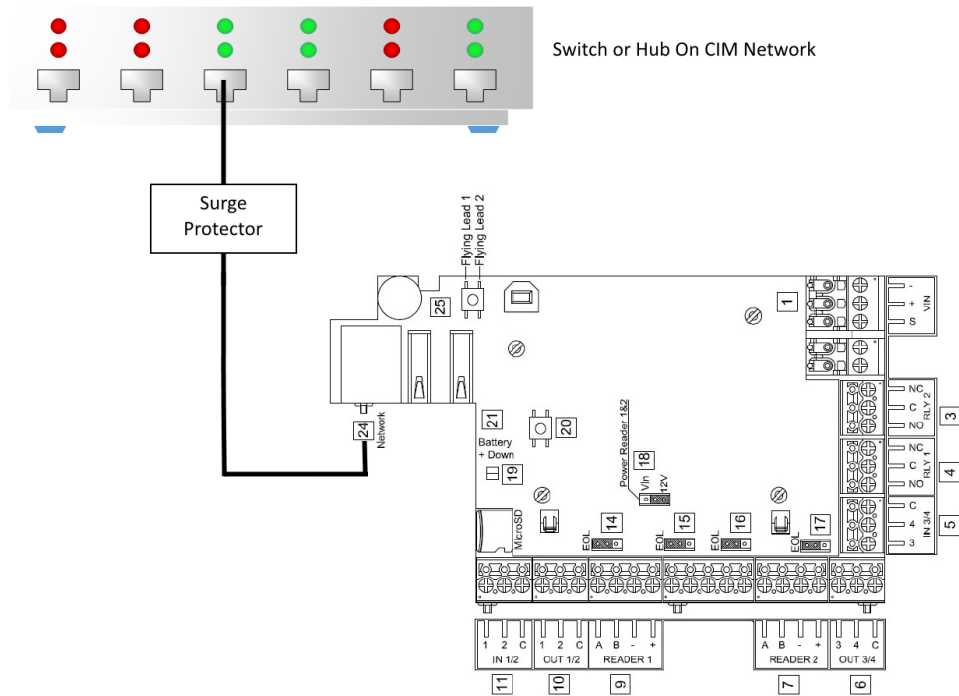 Switch or Hub On CIM Network
Surge
Protector
Flying Lead 1
Flying Lead 2
25
1
-
+
S
VIN
NC
C
NO
RLY 2
3
NC
C
NO
RLY 1
4
C
4
3
IN 3/4
5
24
Network
21
Battery
+ Down
19
20
Power Reader 1&2
18
VIn
12V
MicroSD
EOL
14
EOL
15
EOL
16
EOL
17
1 2 C
IN 1/2
11
1 2 C
OUT 1/2
10
A B - +
READER 1
9
A B - +
READER 2
7
3 4 C
OUT 3/4
6